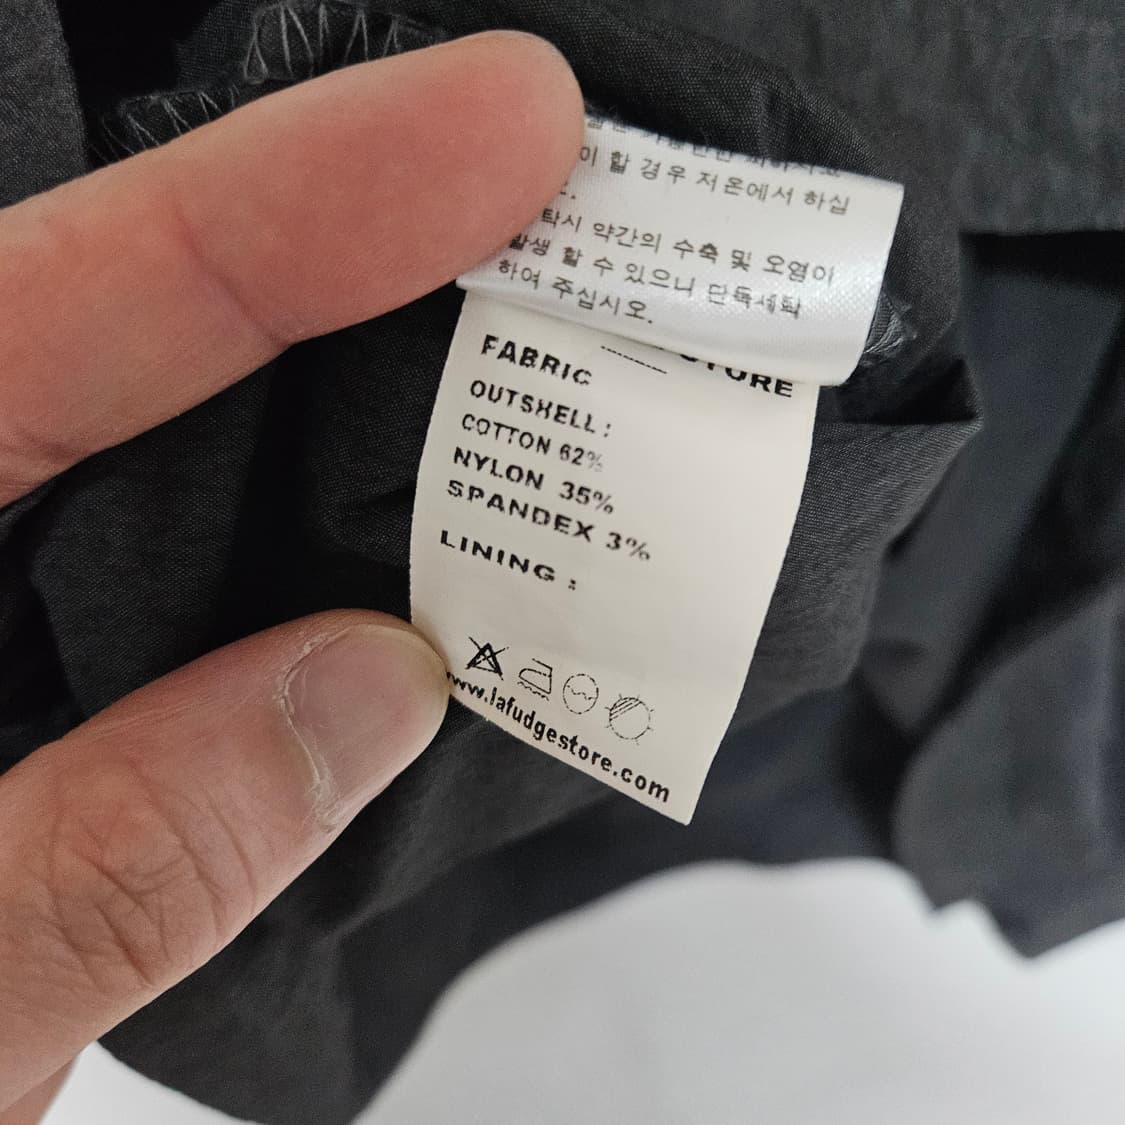 이 할 경우 저온에서 하십
탁시 약간의 수축 및 오염이
발생 할 수 있으니 단독세탁
하여 주십시오.
STORE
FABRIC
OUTSHELL :
COTTON 62%
NYLON 35%
SPANDEX 3%
LINING :
www.lafudgestore.com